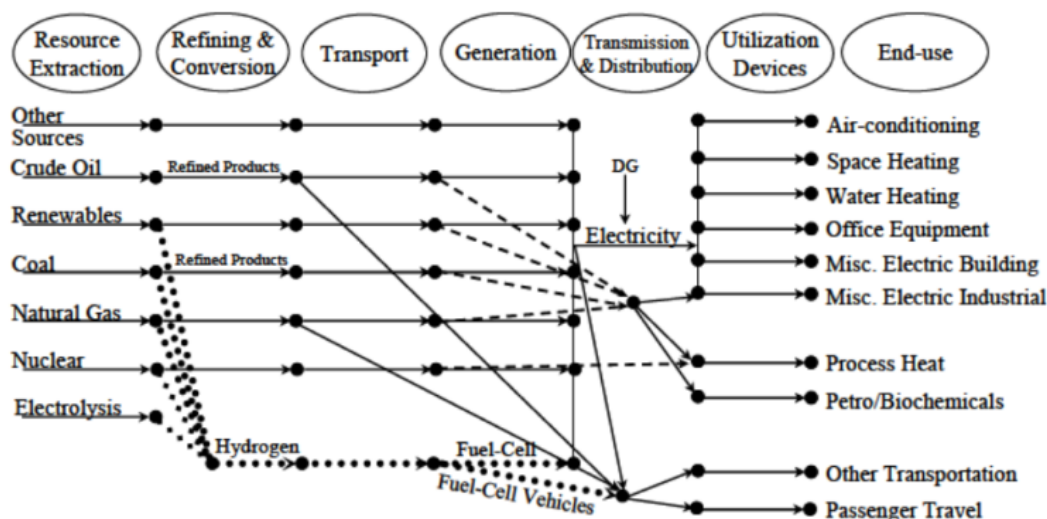 Resource
Extraction
Refining &
Conversion
Transport
Generation
Transmission
& Distribution
Utilization
Devices
End-use
Other
Sources
Crude Oil
Refined Products
Renewables
Coal
Refined Products
Natural Gas
Nuclear
Electrolysis
Hydrogen
Fuel-Cell
Fuel-Cell Vehicles
DG
Electricity
Air-conditioning
Space Heating
Water Heating
Office Equipment
Misc. Electric Building
Misc. Electric Industrial
Process Heat
Petro/Biochemicals
Other Transportation
Passenger Travel